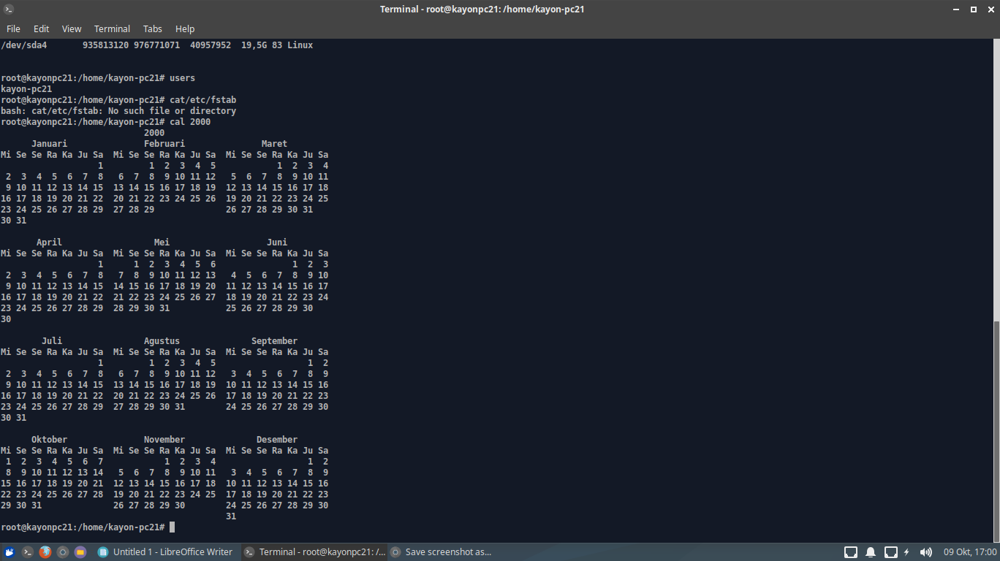 Terminal - root@kayonpc21: /home/kayon-pc21
File Edit View Terminal Tabs Help
/dev/sda4       935813120 976771071  40957952  19,5G 83 Linux
root@kayonpc21:/home/kayon-pc21# users
kayon-pc21
root@kayonpc21:/home/kayon-pc21# cat/etc/fstab
bash: cat/etc/fstab: No such file or directory
root@kayonpc21:/home/kayon-pc21# cal 2000
                            2000
      Januari               Februari               Maret
Mi Se Se Ra Ka Ju Sa  Mi Se Se Ra Ka Ju Sa  Mi Se Se Ra Ka Ju Sa
                   1         1  2  3  4  5            1  2  3  4
 2  3  4  5  6  7  8   6  7  8  9 10 11 12   5  6  7  8  9 10 11
 9 10 11 12 13 14 15  13 14 15 16 17 18 19  12 13 14 15 16 17 18
16 17 18 19 20 21 22  20 21 22 23 24 25 26  19 20 21 22 23 24 25
23 24 25 26 27 28 29  27 28 29              26 27 28 29 30 31
30 31
       April                  Mei                   Juni
Mi Se Se Ra Ka Ju Sa  Mi Se Se Ra Ka Ju Sa  Mi Se Se Ra Ka Ju Sa
                   1      1  2  3  4  5  6               1  2  3
 2  3  4  5  6  7  8   7  8  9 10 11 12 13   4  5  6  7  8  9 10
 9 10 11 12 13 14 15  14 15 16 17 18 19 20  11 12 13 14 15 16 17
16 17 18 19 20 21 22  21 22 23 24 25 26 27  18 19 20 21 22 23 24
23 24 25 26 27 28 29  28 29 30 31           25 26 27 28 29 30
30
        Juli                Agustus              September
Mi Se Se Ra Ka Ju Sa  Mi Se Se Ra Ka Ju Sa  Mi Se Se Ra Ka Ju Sa
                   1         1  2  3  4  5                  1  2
 2  3  4  5  6  7  8   6  7  8  9 10 11 12   3  4  5  6  7  8  9
 9 10 11 12 13 14 15  13 14 15 16 17 18 19  10 11 12 13 14 15 16
16 17 18 19 20 21 22  20 21 22 23 24 25 26  17 18 19 20 21 22 23
23 24 25 26 27 28 29  27 28 29 30 31        24 25 26 27 28 29 30
30 31
      Oktober               November              Desember
Mi Se Se Ra Ka Ju Sa  Mi Se Se Ra Ka Ju Sa  Mi Se Se Ra Ka Ju Sa
 1  2  3  4  5  6  7            1  2  3  4                  1  2
 8  9 10 11 12 13 14   5  6  7  8  9 10 11   3  4  5  6  7  8  9
15 16 17 18 19 20 21  12 13 14 15 16 17 18  10 11 12 13 14 15 16
22 23 24 25 26 27 28  19 20 21 22 23 24 25  17 18 19 20 21 22 23
29 30 31              26 27 28 29 30        24 25 26 27 28 29 30
                                            31
root@kayonpc21:/home/kayon-pc21#
Untitled 1 - LibreOffice Writer Terminal - root@kayonpc21: /... Save screenshot as... 09 Okt, 17:00